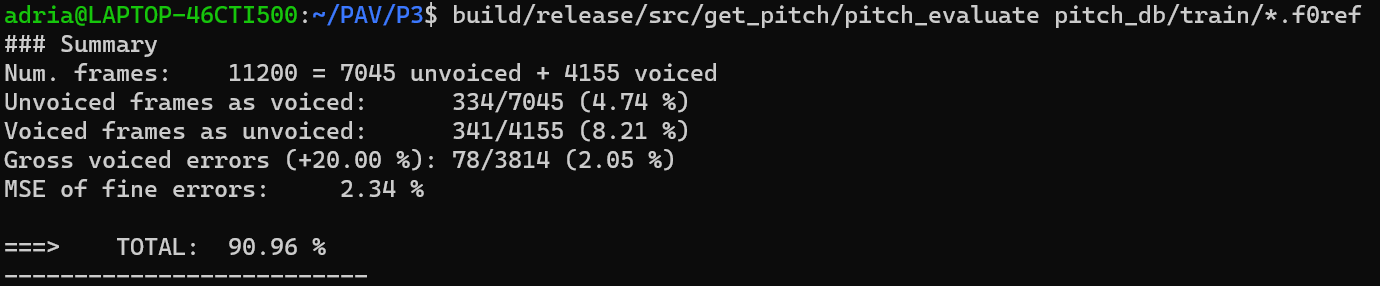 adria@LAPTOP-46CTI500:~/PAV/P3$ build/release/src/get_pitch/pitch_evaluate pitch_db/train/*.f0ref
### Summary
Num. frames:    11200 = 7045 unvoiced + 4155 voiced
Unvoiced frames as voiced:      334/7045 (4.74 %)
Voiced frames as unvoiced:      341/4155 (8.21 %)
Gross voiced errors (+20.00 %): 78/3814 (2.05 %)
MSE of fine errors:     2.34 %

===>    TOTAL:  90.96 %
--------------------------